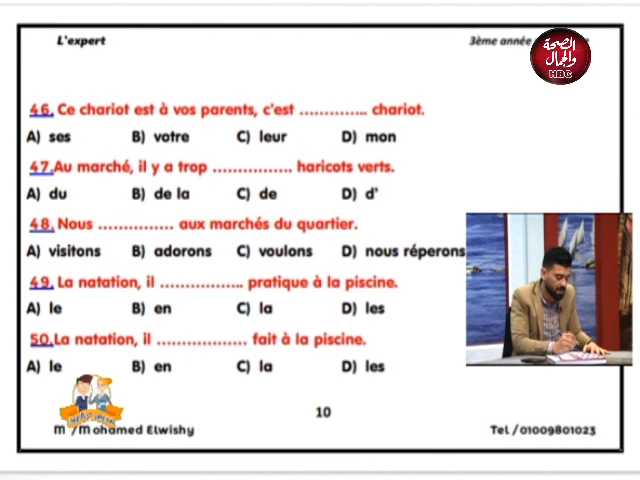 L'expert
3ème année
الصحة
والجمال
HBG
46. Ce chariot est à vos parents, c'est .............. chariot.
A) ses B) votre C) leur D) mon
47.Au marché, il y a trop ................ haricots verts.
A) du B) de la C) de D) d'
48. Nous ............... aux marchés du quartier.
A) visitons B) adorons C) voulons D) nous réperons
49. La natation, il ................. pratique à la piscine.
A) le B) en C) la D) les
50.La natation, il .................. fait à la piscine.
A) le B) en C) la D) les
10
m /Mohamed Elwishy
Tel /01009801023